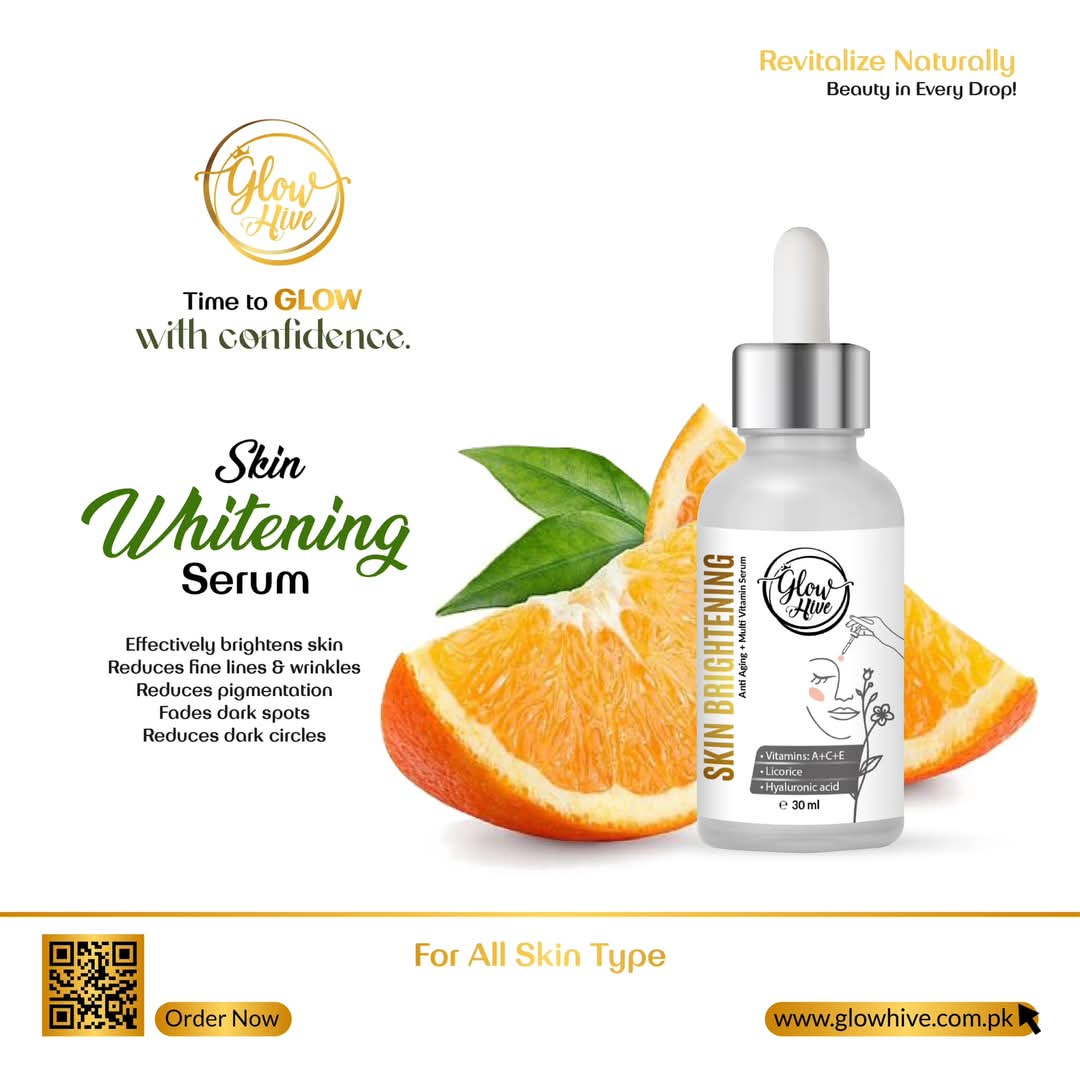 Revitalize Naturally
Beauty in Every Drop!
Glow
Hive
Time to GLOW
with confidence.
Skin
Whitening
Serum
Effectively brightens skin
Reduces fine lines & wrinkles
Reduces pigmentation
Fades dark spots
Reduces dark circles
SKIN BRIGHTENING
Anti Aging + Multi Vitamin Serum
Glow
Hive
• Vitamins: A+C+E
• Licorice
• Hyaluronic acid
℮ 30 ml
For All Skin Type
Order Now
www.glowhive.com.pk